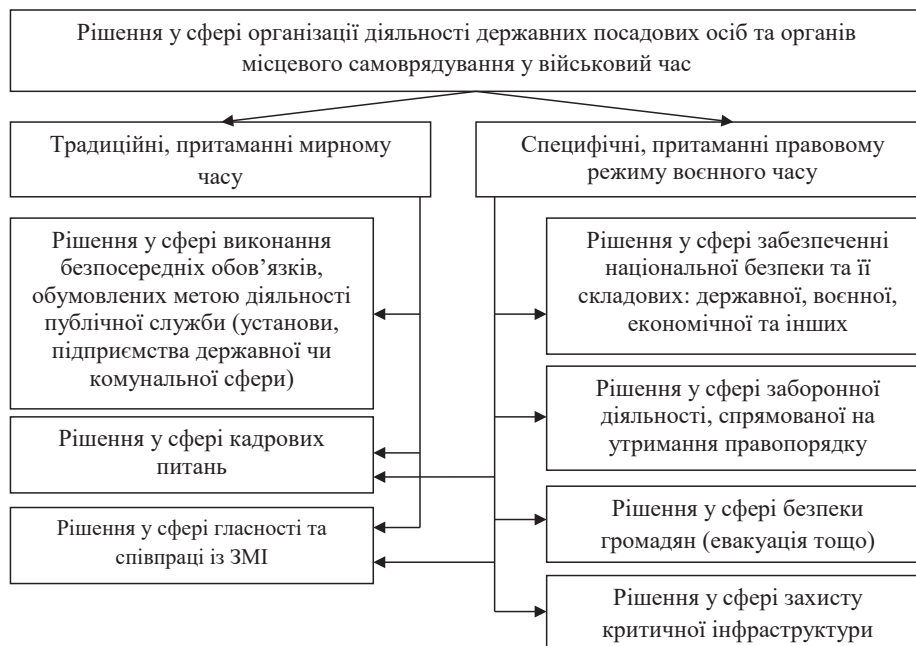 Рішення у сфері організації діяльності державних посадових осіб та органів
місцевого самоврядування у військовий час
Традиційні, притаманні мирному
часу
Специфічні, притаманні правовому
режиму воєнного часу
Рішення у сфері виконання
безпосередніх обов’язків,
обумовлених метою діяльності
публічної служби (установи,
підприємства державної чи
комунальної сфери)
Рішення у сфері кадрових
питань
Рішення у сфері гласності та
співпраці із ЗМІ
Рішення у сфері забезпеченні
національної безпеки та її
складових: державної, воєнної,
економічної та інших
Рішення у сфері заборонної
діяльності, спрямованої на
утримання правопорядку
Рішення у сфері безпеки
громадян (евакуація тощо)
Рішення у сфері захисту
критичної інфраструктури